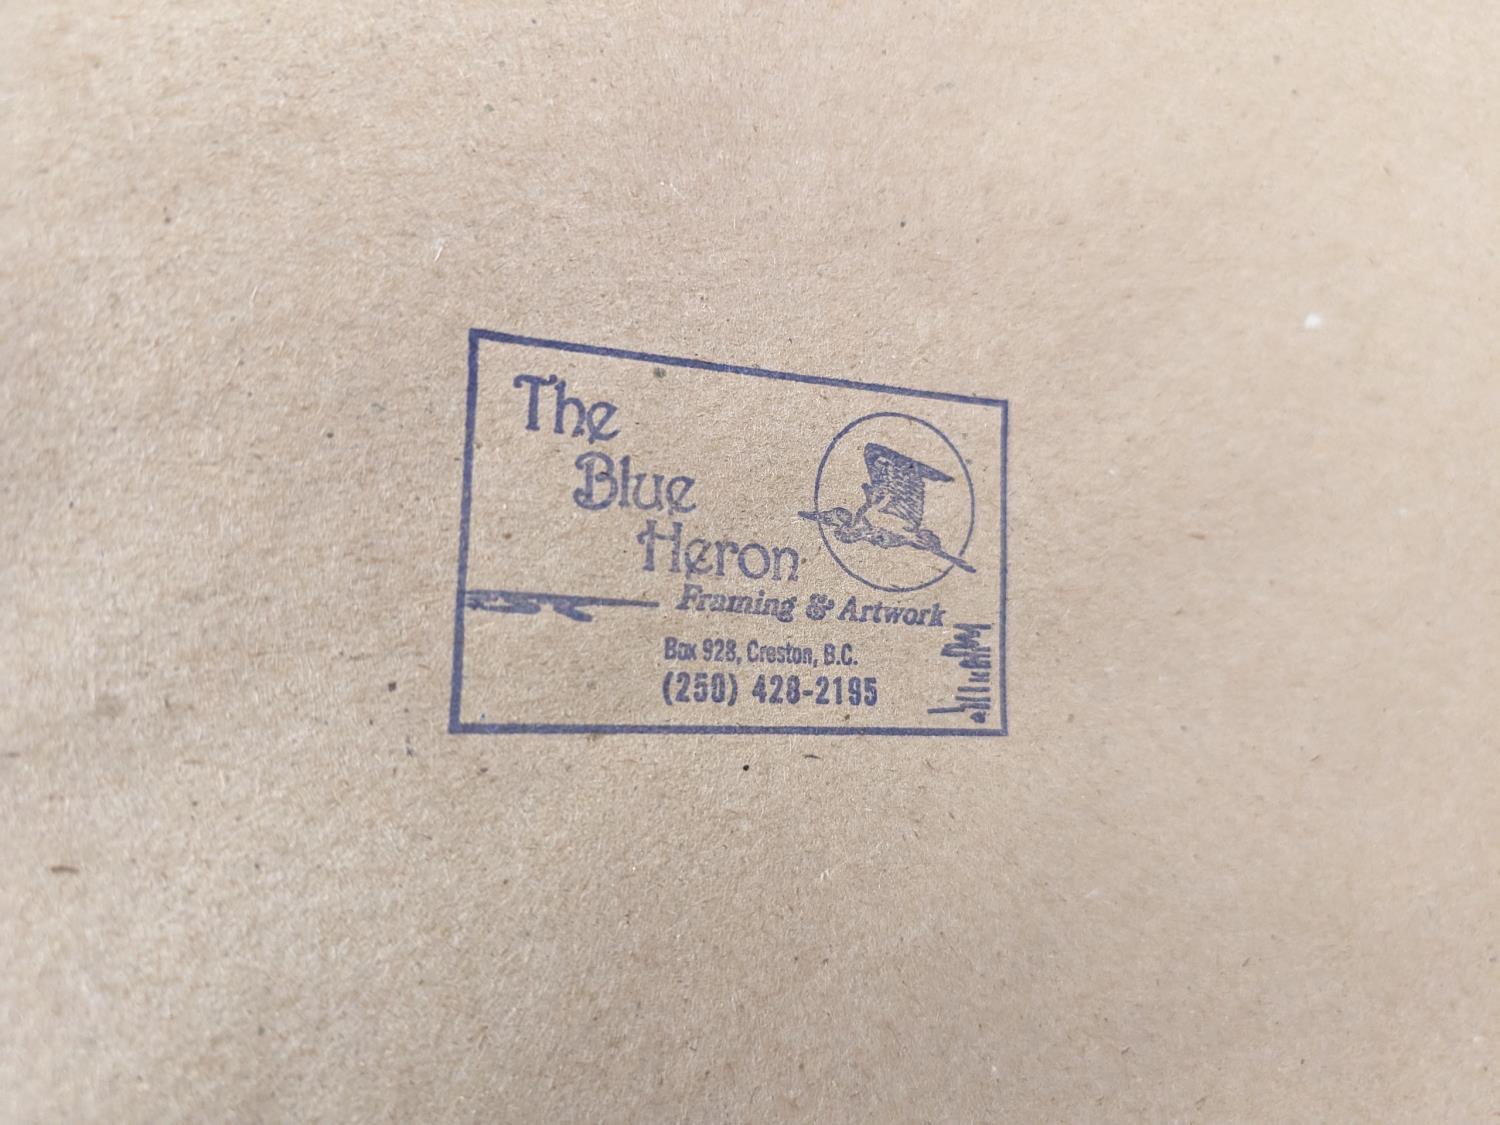 The
Blue
Heron
Framing & Artwork
Box 928, Creston, B.C.
(250) 428-2195